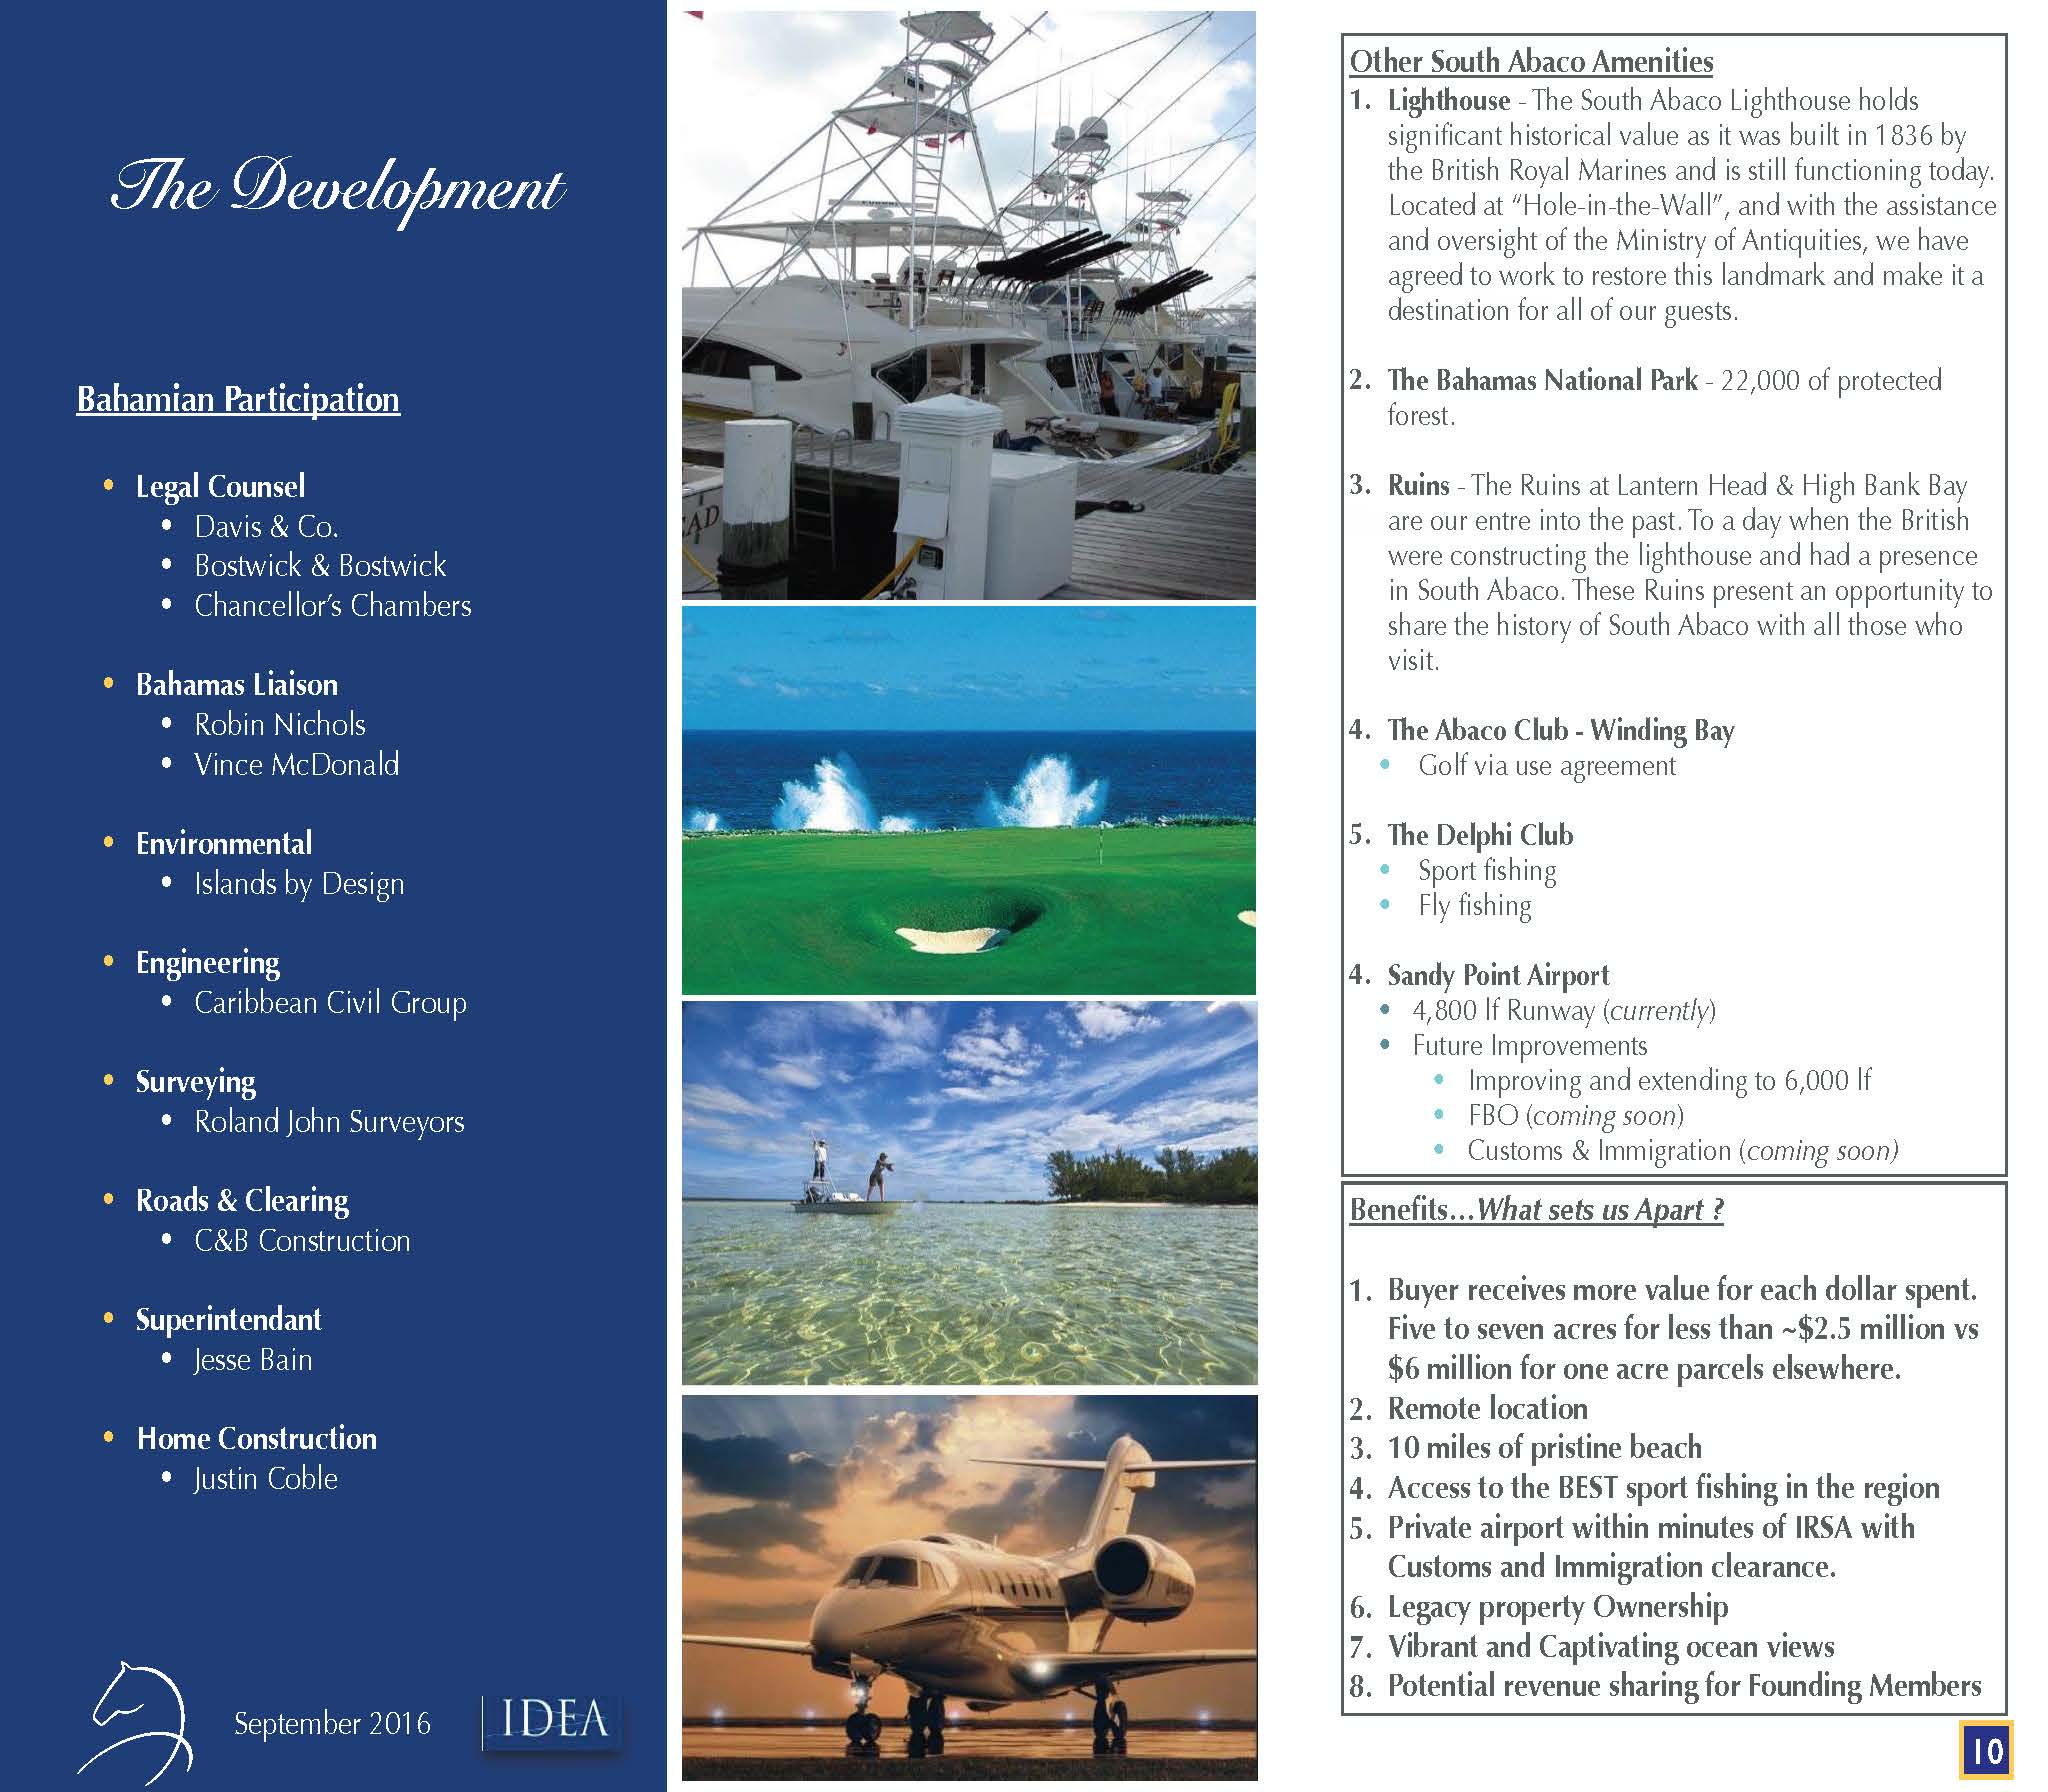 The Development
Bahamian Participation
• Legal Counsel
• Davis & Co.
• Bostwick & Bostwick
• Chancellor’s Chambers
• Bahamas Liaison
• Robin Nichols
• Vince McDonald
• Environmental
• Islands by Design
• Engineering
• Caribbean Civil Group
• Surveying
• Roland John Surveyors
• Roads & Clearing
• C&B Construction
• Superintendant
• Jesse Bain
• Home Construction
• Justin Coble
September 2016
IDEA
EAD
Other South Abaco Amenities
1. Lighthouse - The South Abaco Lighthouse holds
significant historical value as it was built in 1836 by
the British Royal Marines and is still functioning today.
Located at “Hole-in-the-Wall”, and with the assistance
and oversight of the Ministry of Antiquities, we have
agreed to work to restore this landmark and make it a
destination for all of our guests.
2. The Bahamas National Park - 22,000 of protected
forest.
3. Ruins - The Ruins at Lantern Head & High Bank Bay
are our entre into the past. To a day when the British
were constructing the lighthouse and had a presence
in South Abaco. These Ruins present an opportunity to
share the history of South Abaco with all those who
visit.
4. The Abaco Club - Winding Bay
• Golf via use agreement
5. The Delphi Club
• Sport fishing
• Fly fishing
4. Sandy Point Airport
• 4,800 lf Runway (currently)
• Future Improvements
• Improving and extending to 6,000 lf
• FBO (coming soon)
• Customs & Immigration (coming soon)
Benefits...What sets us Apart ?
1. Buyer receives more value for each dollar spent.
Five to seven acres for less than ~$2.5 million vs
$6 million for one acre parcels elsewhere.
2. Remote location
3. 10 miles of pristine beach
4. Access to the BEST sport fishing in the region
5. Private airport within minutes of IRSA with
Customs and Immigration clearance.
6. Legacy property Ownership
7. Vibrant and Captivating ocean views
8. Potential revenue sharing for Founding Members
10